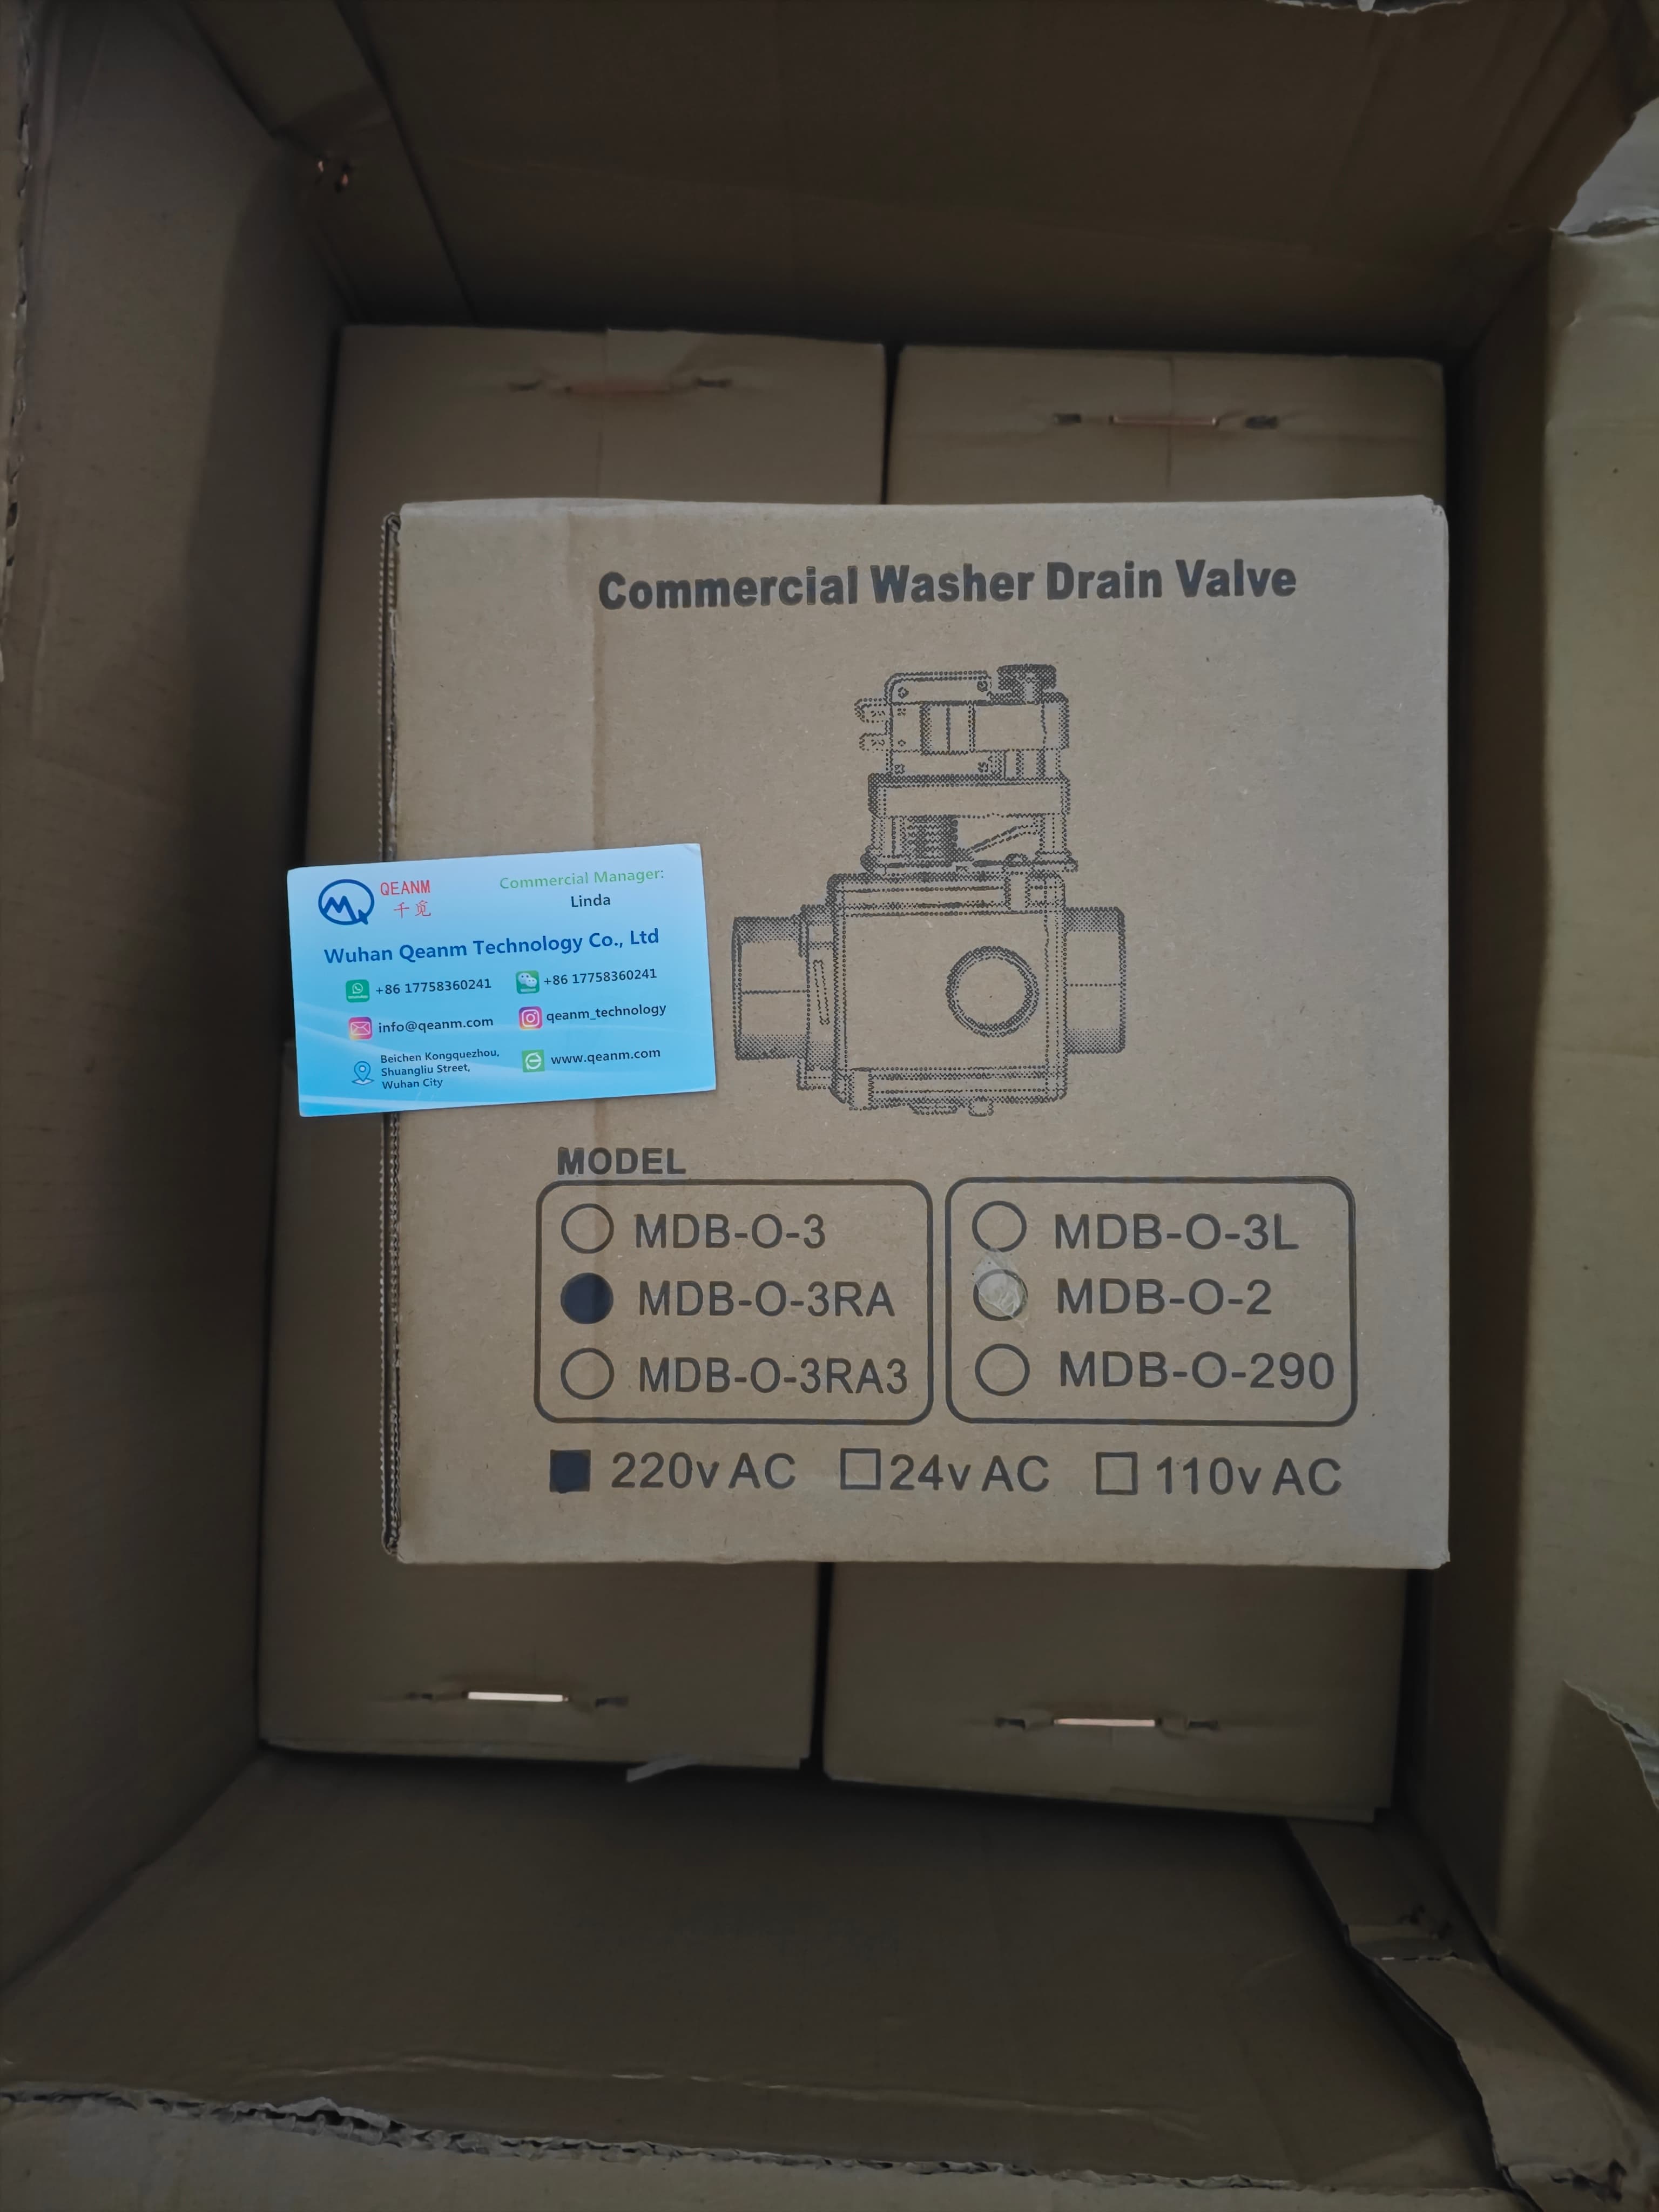 Commercial Washer Drain Valve
QEANM
千觅
Commercial Manager:
Linda
Wuhan Qeanm Technology Co., Ltd
+86 17758360241
+86 17758360241
info@qeanm.com
qeanm_technology
Beichen Kongquezhou,
Shuangliu Street,
Wuhan City
www.qeanm.com
MODEL
MDB-O-3
MDB-O-3RA
MDB-O-3RA3
MDB-O-3L
MDB-O-2
MDB-O-290
220v AC
24v AC
110v AC